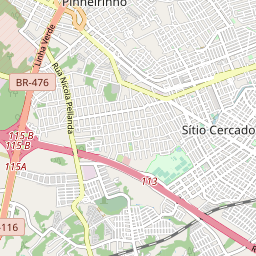 Pinheirinho
Linha Verde
BR-476
Rua Nicola Pellanda
Sítio Cercado
115-B
115-B
115A
113
-116
R